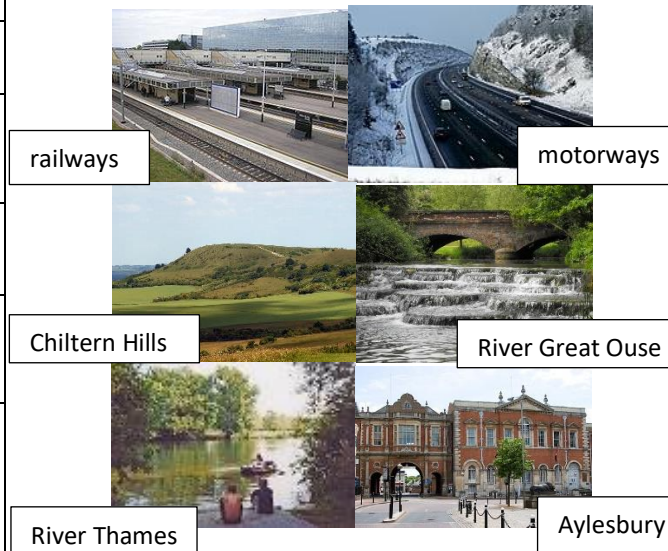 railways
motorways
Chiltern Hills
River Great Ouse
River Thames
Aylesbury